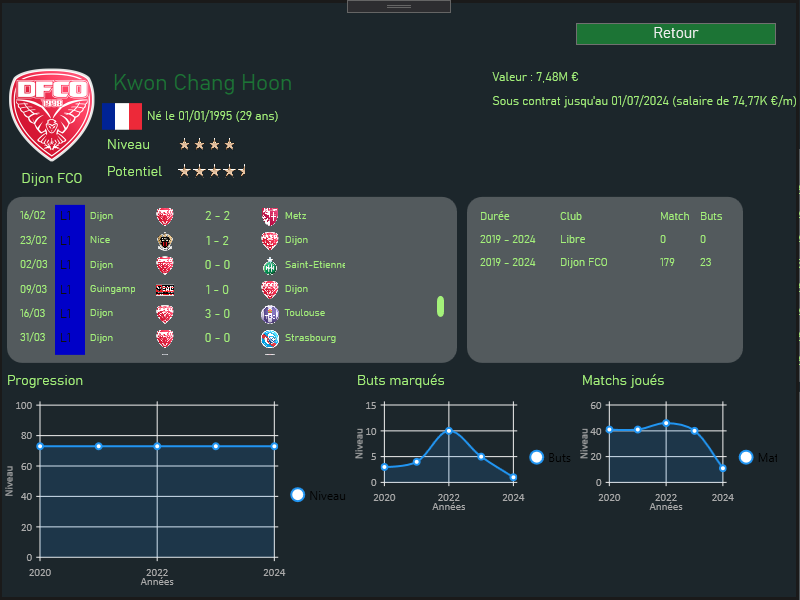 Retour
Kwon Chang Hoon
Valeur : 7,48M €
Né le 01/01/1995 (29 ans)
Sous contrat jusqu'au 01/07/2024 (salaire de 74,77K €/m)
DFCO
1998
Niveau
Potentiel
Dijon FCO
16/02 Dijon 2 - 2 Metz
23/02 Nice 1 - 2 Dijon
02/03 Dijon 0 - 0 Saint-Etienne
09/03 Guingamp 1 - 0 Dijon
16/03 Dijon 3 - 0 Toulouse
31/03 Dijon 0 - 0 Strasbourg
Durée Club Match Buts
2019 - 2024 Libre 0 0
2019 - 2024 Dijon FCO 179 23
Progression
100
80
60
40
20
0
Niveau
2020 2022 2024
Années
Niveau
Buts marqués
15
10
5
0
Niveau
2020 2022 2024
Années
Buts
Matchs joués
60
40
20
0
Niveau
2020 2022 2024
Années
Mat